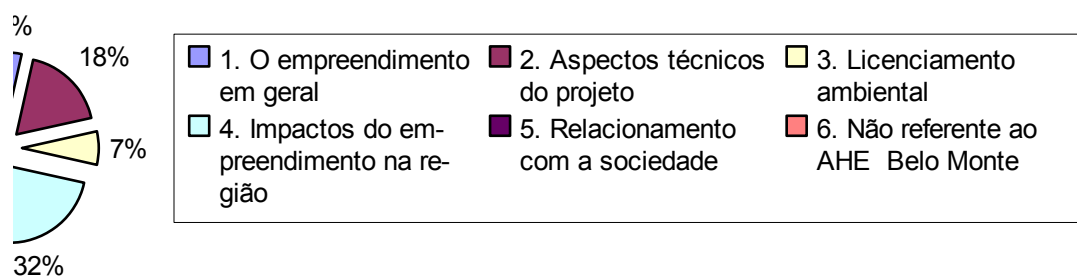 %
18%
7%
32%
1. O empreendimento
em geral
2. Aspectos técnicos
do projeto
3. Licenciamento
ambiental
4. Impactos do em-
preendimento na re-
gião
5. Relacionamento
com a sociedade
6. Não referente ao
AHE Belo Monte